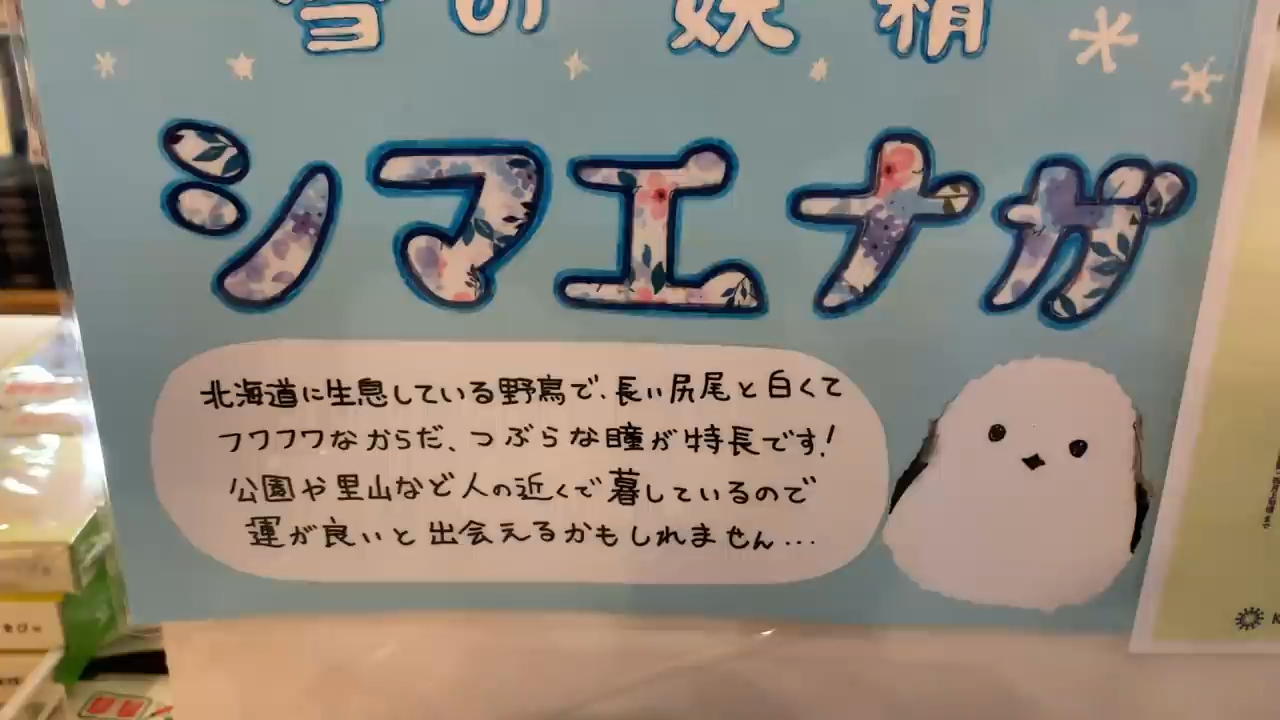 雪の妖精
シマエナガ
北海道に生息している野鳥で、長い尻尾と白くて
フワフワなからだ、つぶらな瞳が特長です!
公園や里山など人の近くで暮しているので
運が良いと出会えるかもしれません...